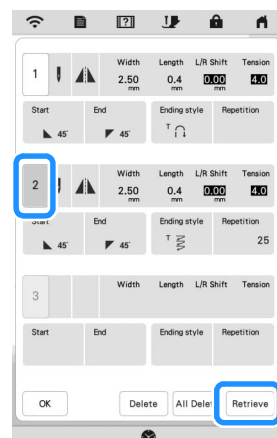 Width Length L/R Shift Tension
1 2.50 mm 0.4 mm 0.00 mm 4.0
Start End Ending style Repetition
45° 45° T
Width Length L/R Shift Tension
2 2.50 mm 0.4 mm 0.00 mm 4.0
Start End Ending style Repetition
45° 45° T 25
Width Length L/R Shift Tension
3
Start End Ending style Repetition
OK Delete All Delet Retrieve